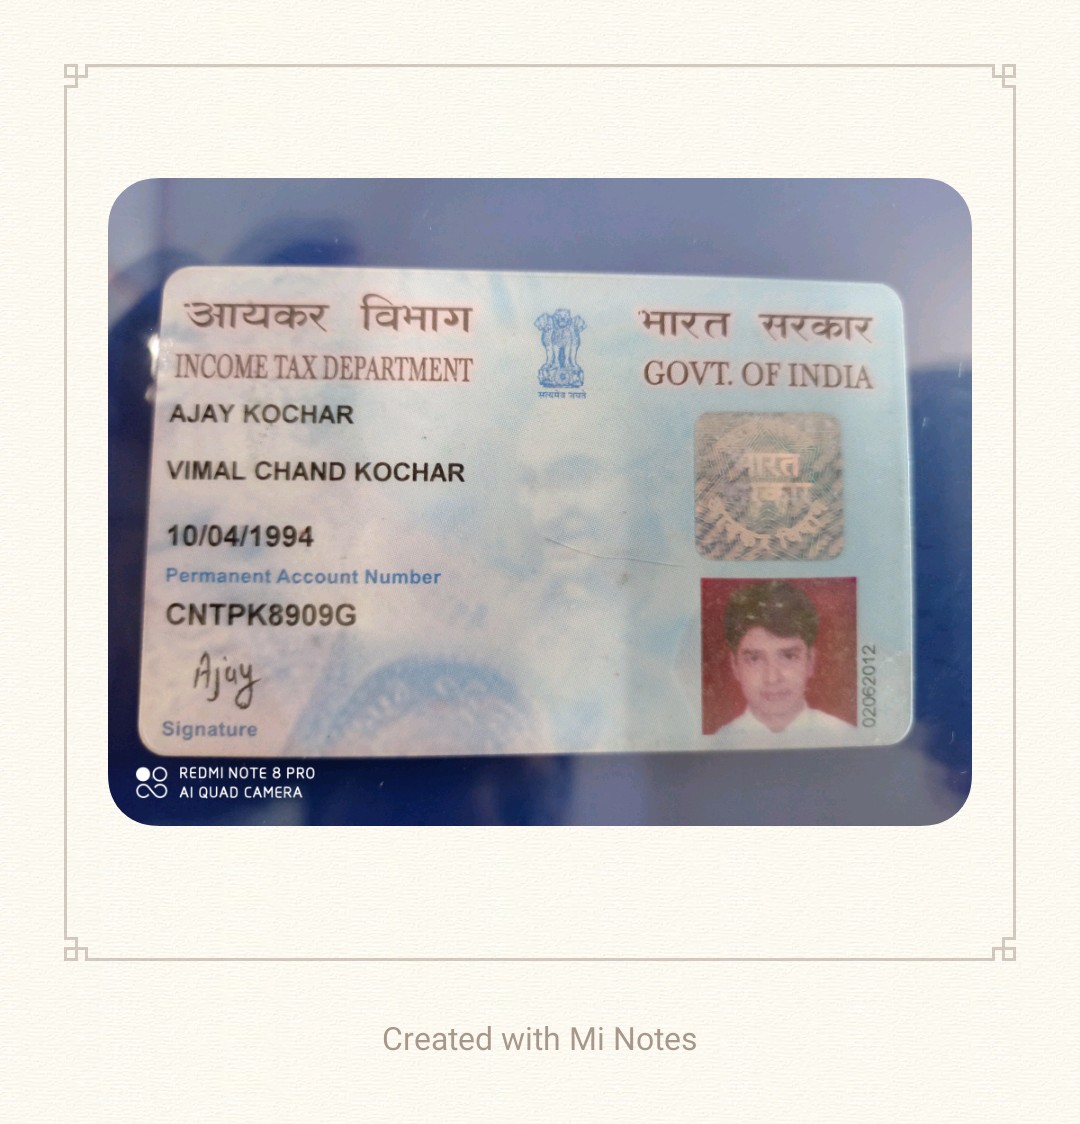 आयकर विभाग
INCOME TAX DEPARTMENT
सत्यमेव जयते
भारत सरकार
GOVT. OF INDIA
AJAY KOCHAR
VIMAL CHAND KOCHAR
10/04/1994
Permanent Account Number
CNTPK8909G
Ajay
Signature
भारत
02062012
REDMI NOTE 8 PRO
AI QUAD CAMERA
Created with Mi Notes